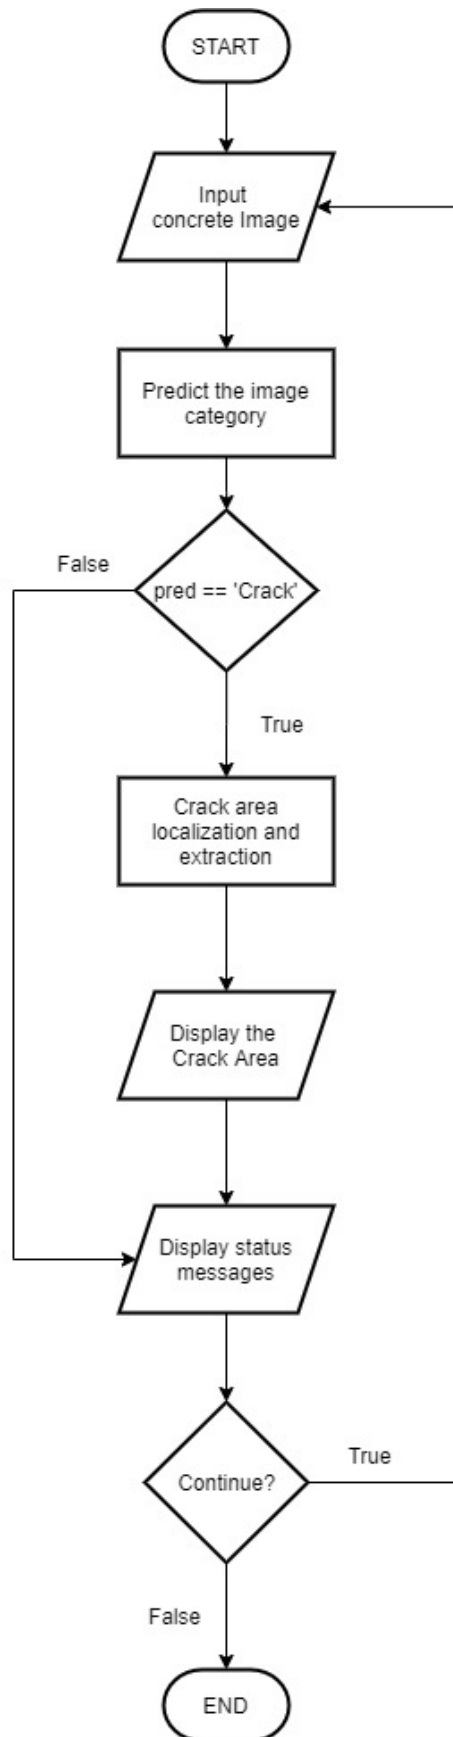 START
Input
concrete Image
Predict the image
category
False
pred == 'Crack'
True
Crack area
localization and
extraction
Display the
Crack Area
Display status
messages
Continue?
True
False
END